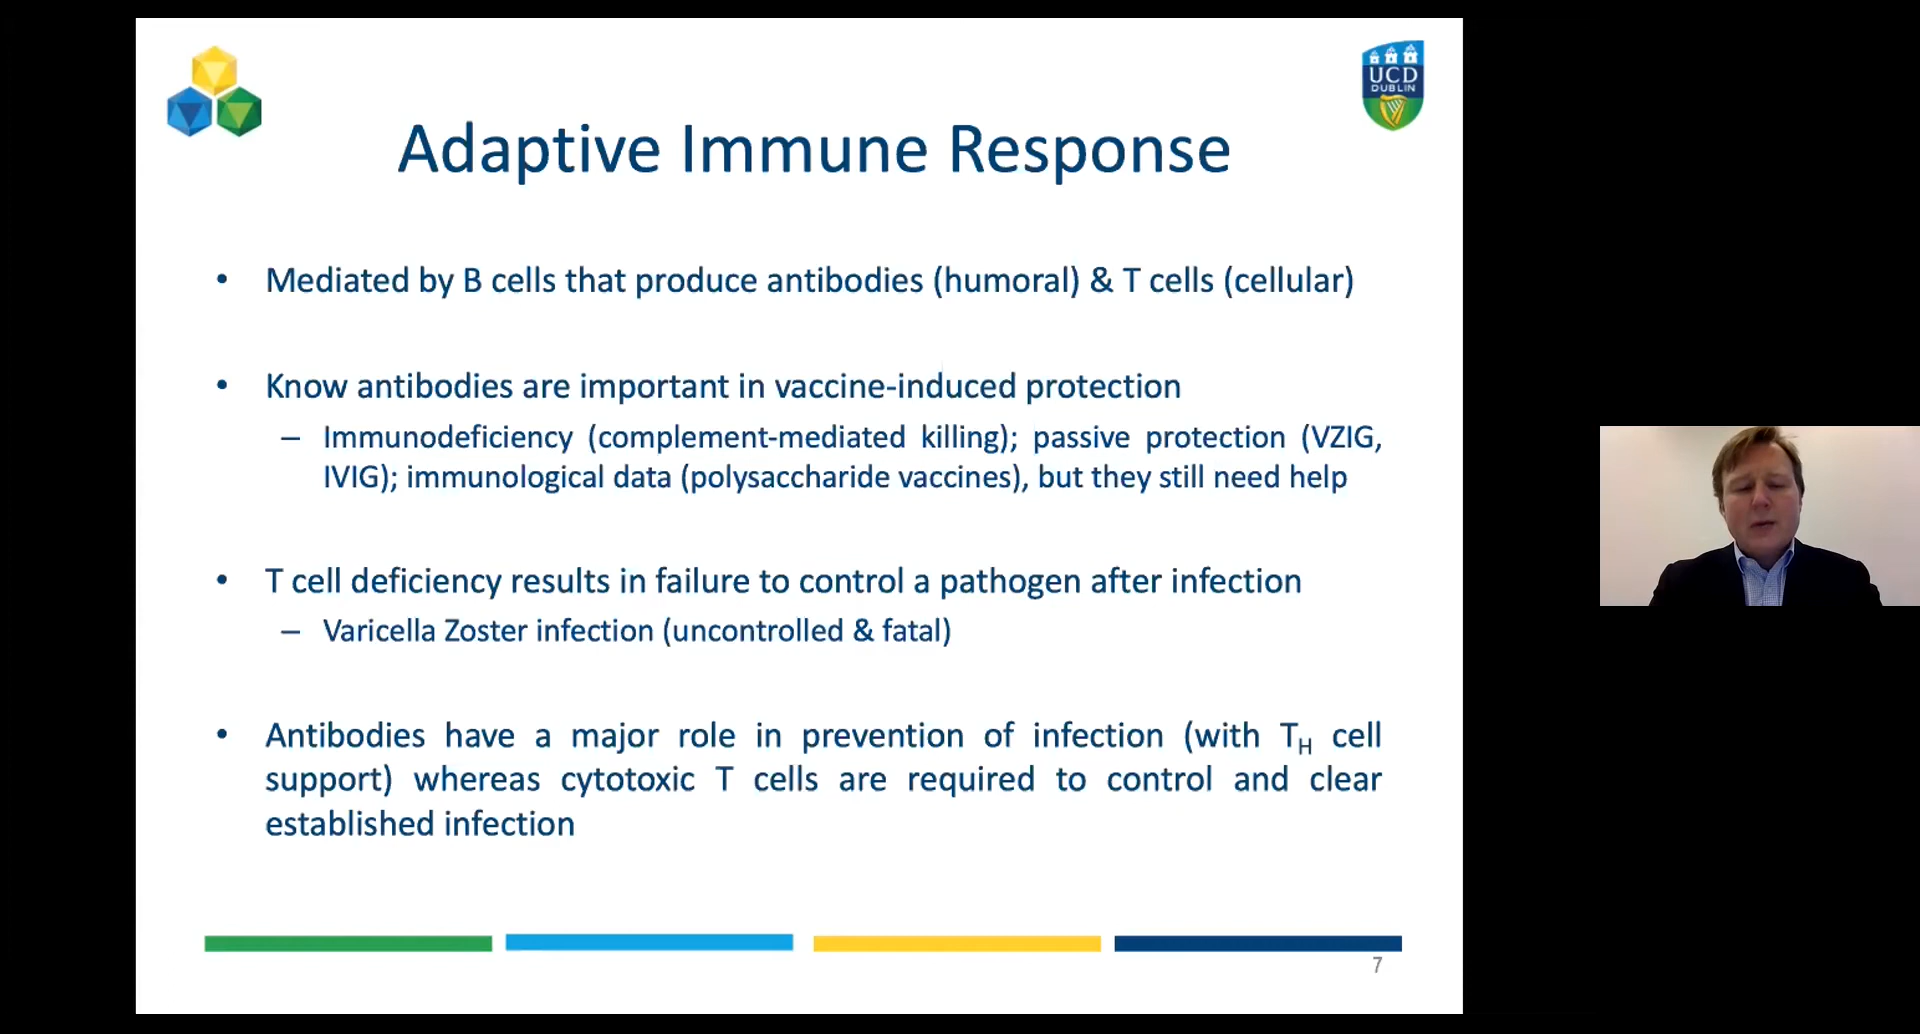 UCD
DUBLIN
Adaptive Immune Response
• Mediated by B cells that produce antibodies (humoral) & T cells (cellular)
• Know antibodies are important in vaccine-induced protection
– Immunodeficiency (complement-mediated killing); passive protection (VZIG,
IVIG); immunological data (polysaccharide vaccines), but they still need help
• T cell deficiency results in failure to control a pathogen after infection
– Varicella Zoster infection (uncontrolled & fatal)
• Antibodies have a major role in prevention of infection (with TH cell
support) whereas cytotoxic T cells are required to control and clear
established infection
7